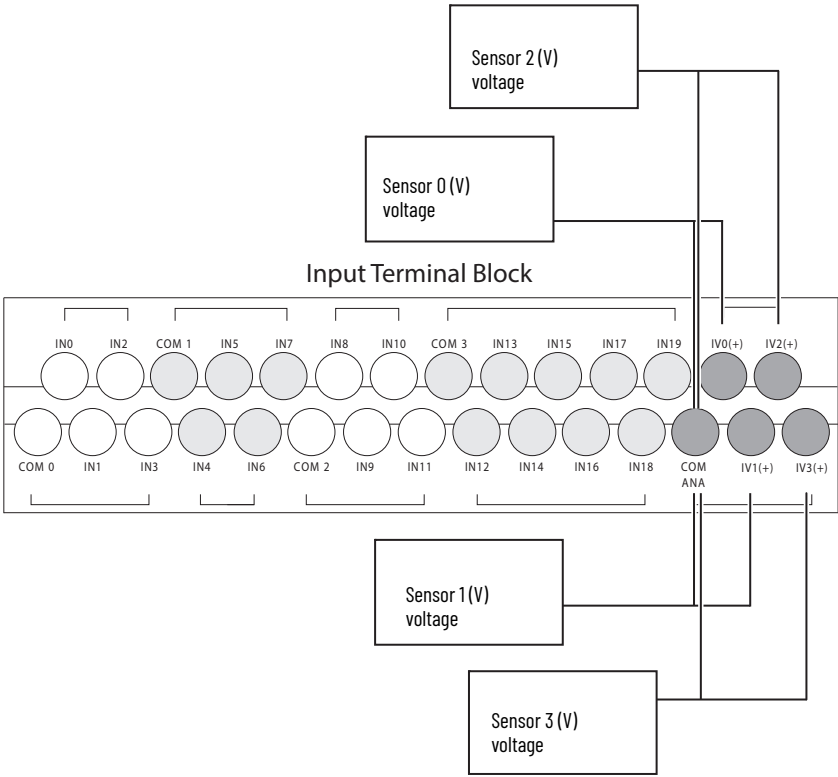 Sensor 2 (V)
voltage
Sensor 0 (V)
voltage
Input Terminal Block
IN0 IN2 COM 1 IN5 IN7 IN8 IN10 COM 3 IN13 IN15 IN17 IN19 IV0(+) IV2(+)
COM 0 IN1 IN3 IN4 IN6 COM 2 IN9 IN11 IN12 IN14 IN16 IN18 COM IV1(+) IV3(+)
ANA
Sensor 1 (V)
voltage
Sensor 3 (V)
voltage